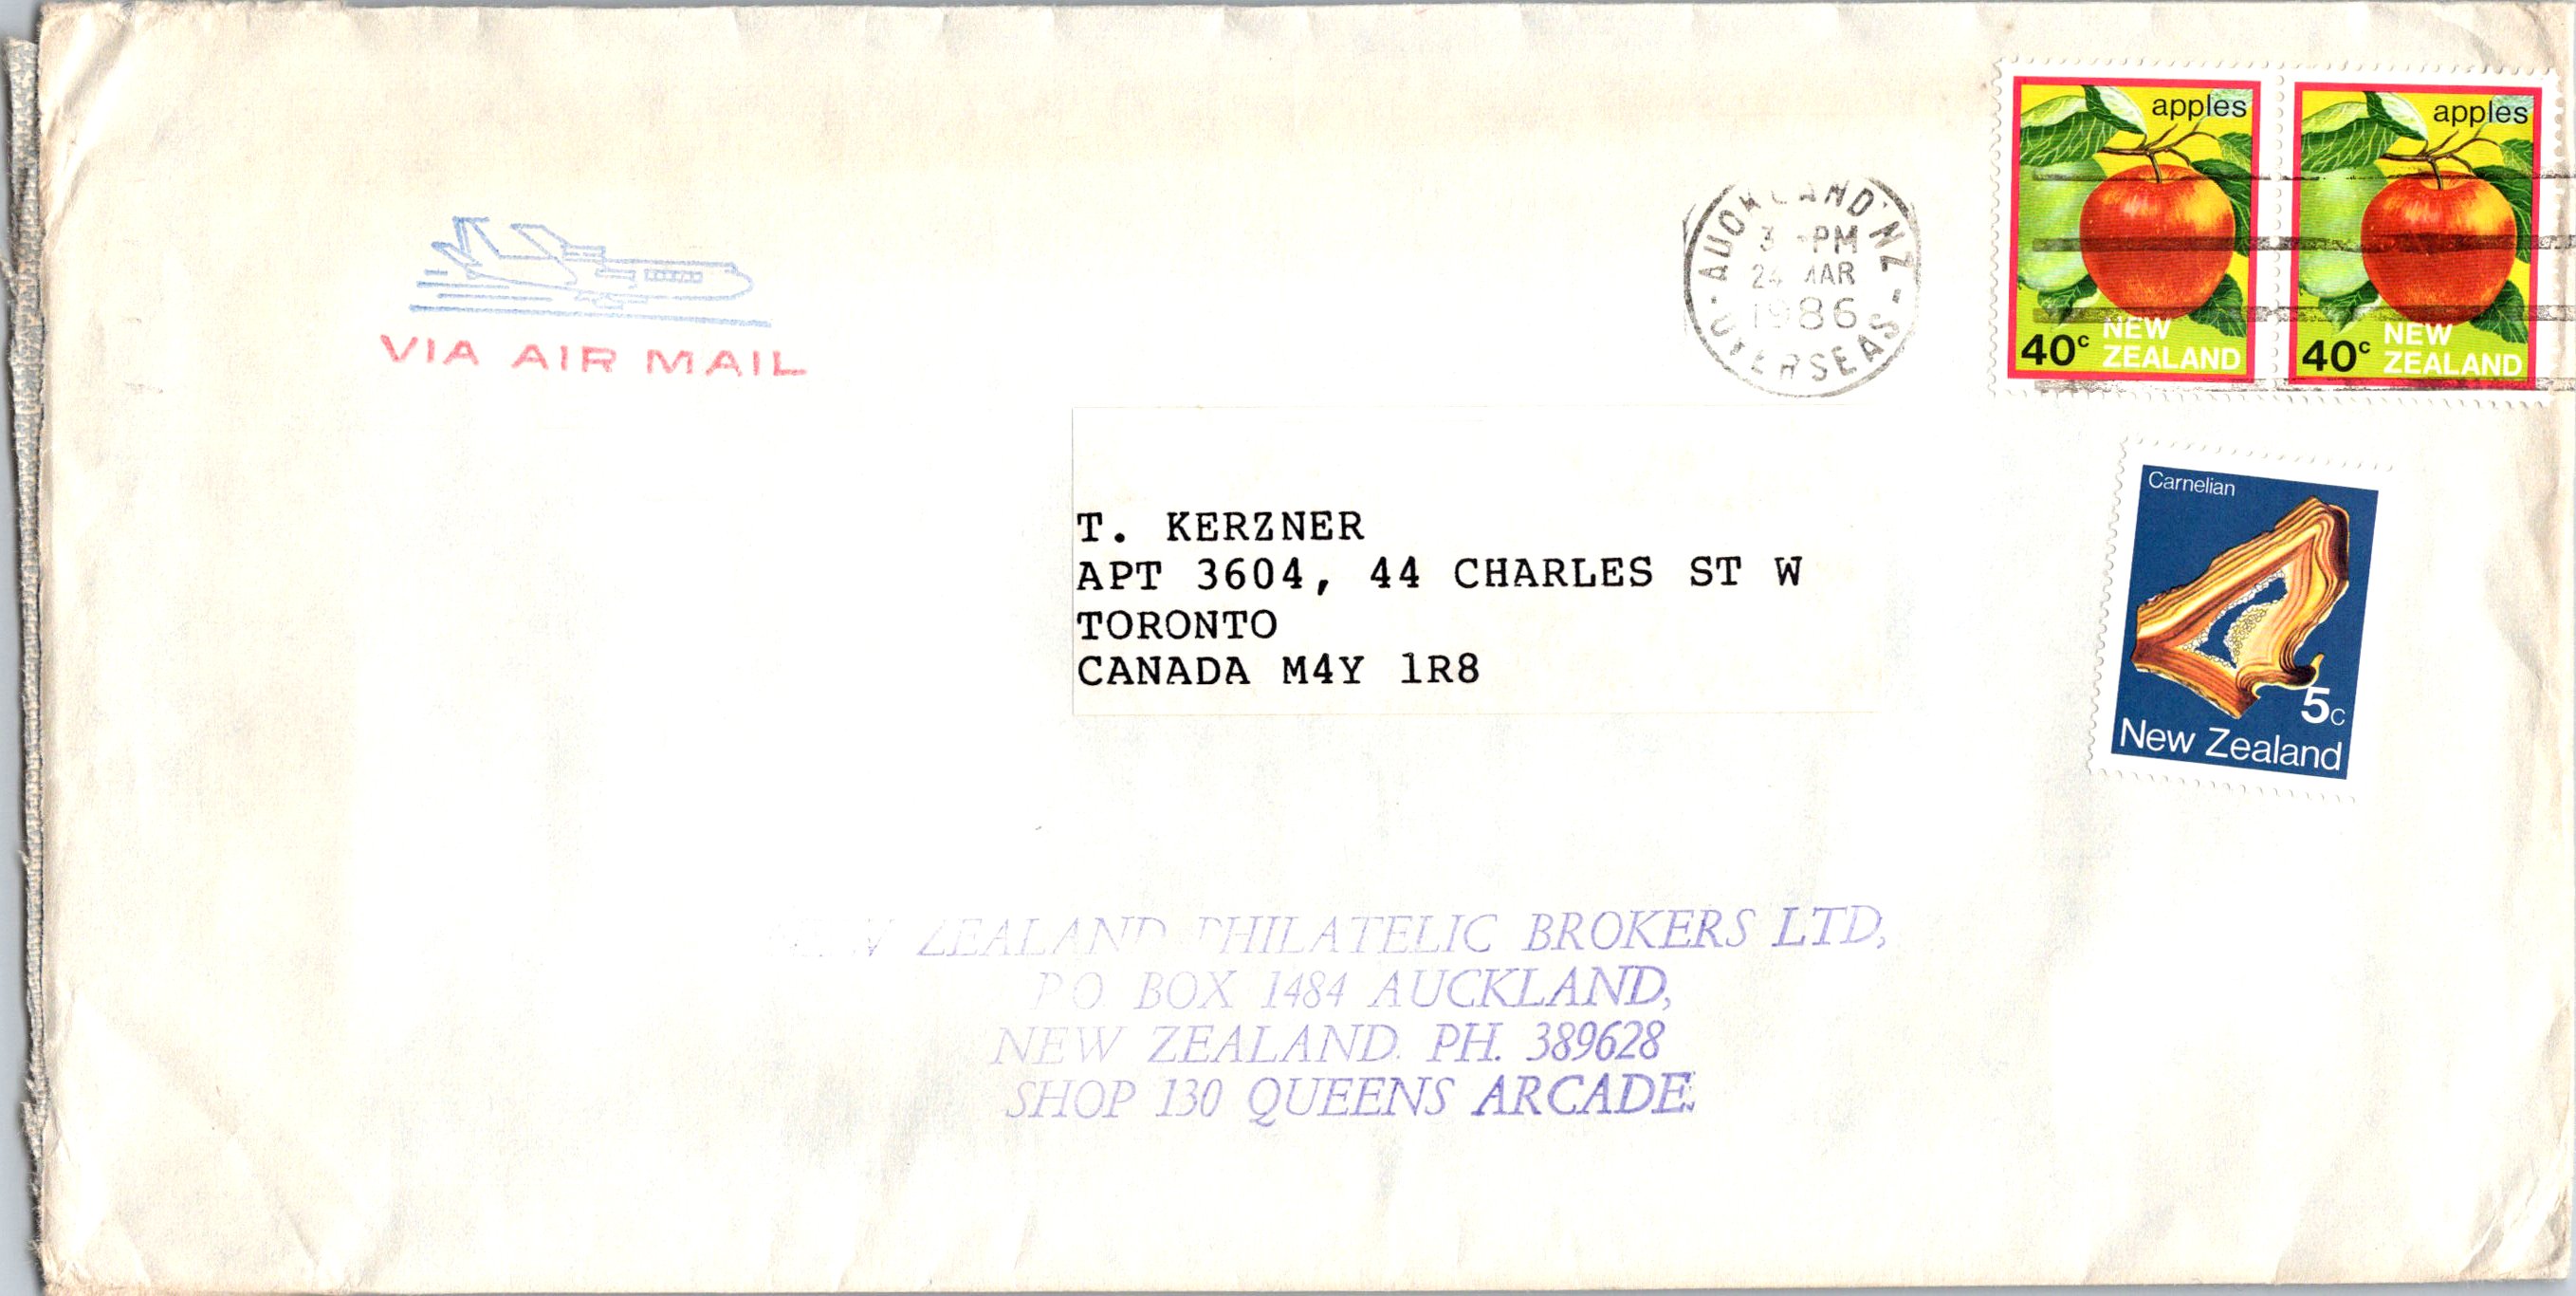 VIA AIR MAIL
AUCKLAND NZ
3 -PM
24 MAR
1986
OVERSEAS
apples
40c NEW ZEALAND
apples
40c NEW ZEALAND
Carnelian
5c
New Zealand
T. KERZNER
APT 3604, 44 CHARLES ST W
TORONTO
CANADA M4Y 1R8
NEW ZEALAND PHILATELIC BROKERS LTD,
P.O. BOX 1484 AUCKLAND,
NEW ZEALAND. PH. 389628
SHOP 130 QUEENS ARCADE.